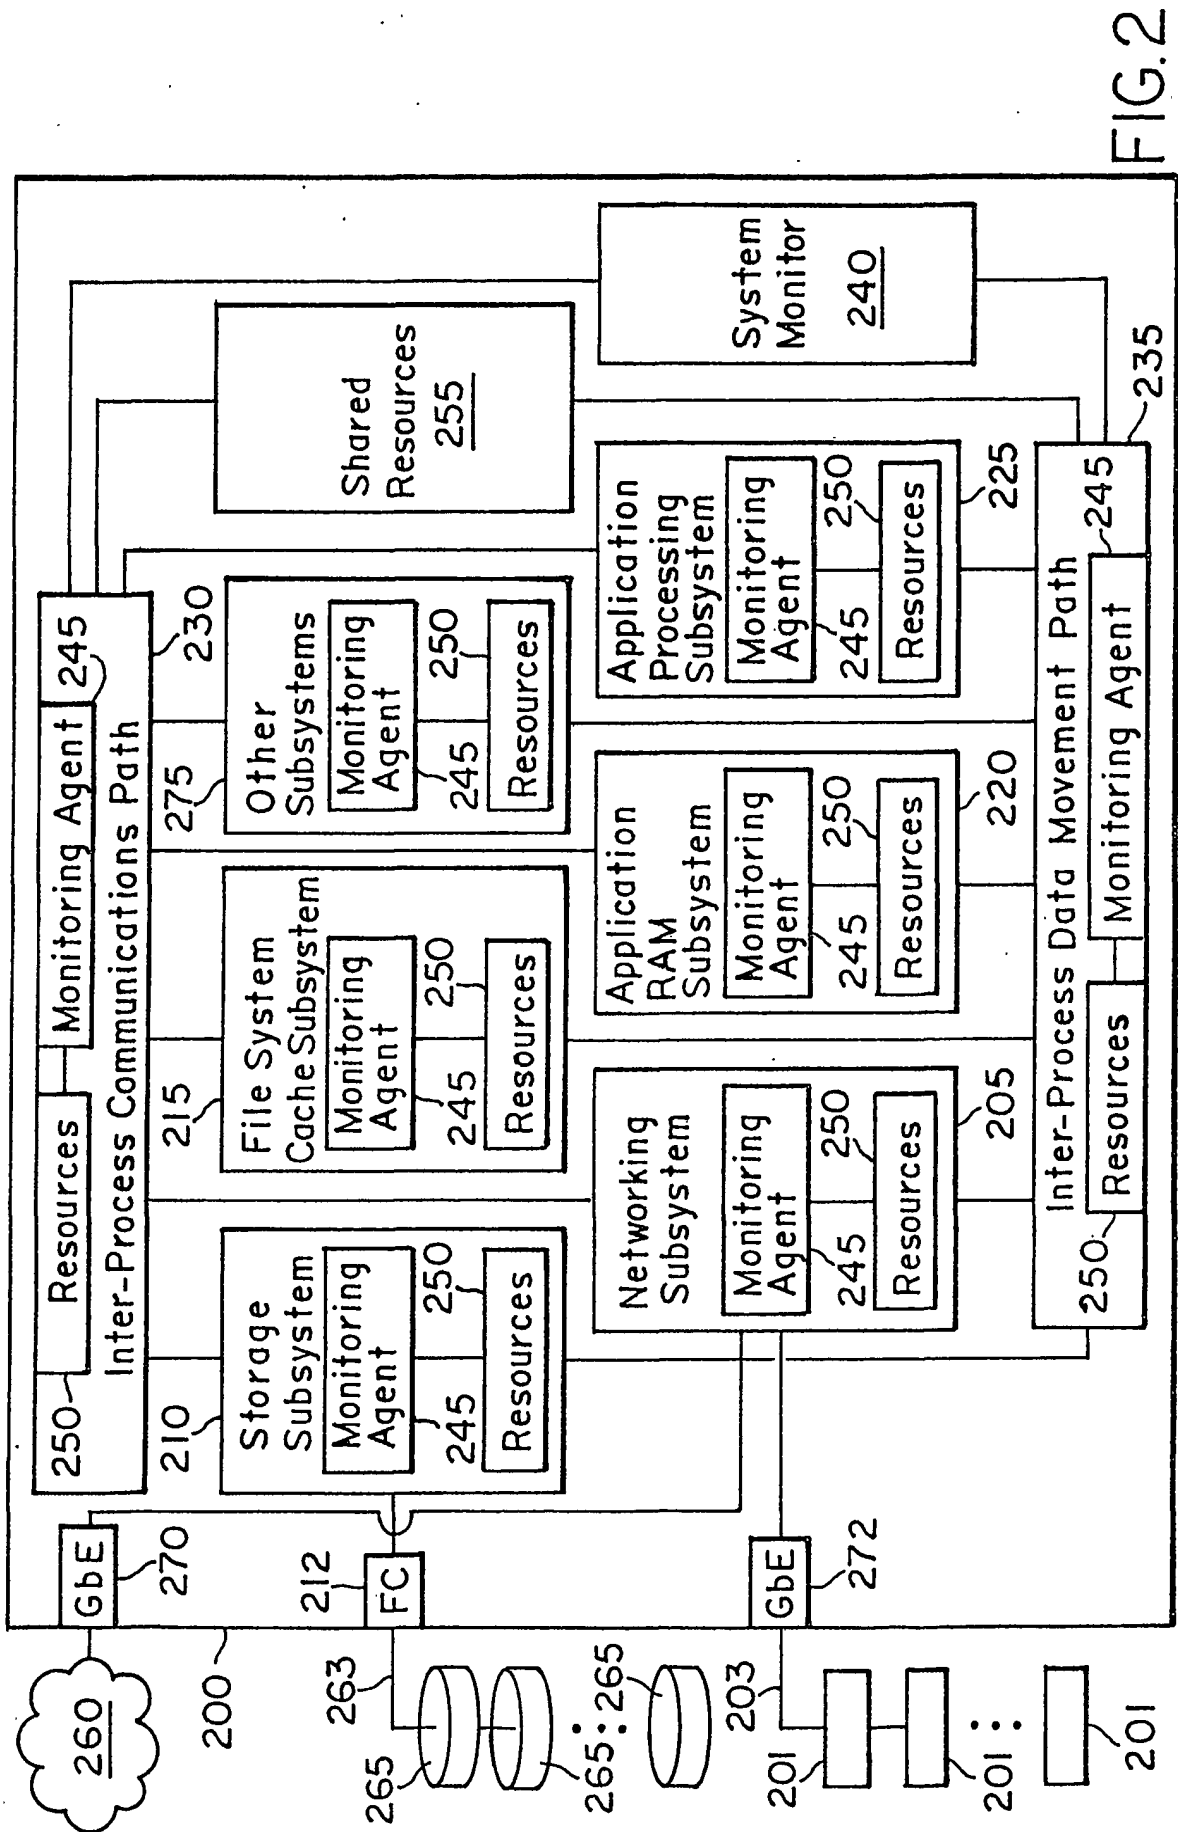 260
GbE
270
200
250
Resources
Monitoring Agent
245
Inter-Process Communications Path
230
210
Storage
Subsystem
Monitoring
Agent
245
250
Resources
215
File System
Cache Subsystem
Monitoring
Agent
245
250
Resources
275
Other
Subsystems
Monitoring
Agent
245
250
Resources
Shared
Resources
255
212
FC
263
265
265
265
Networking
Subsystem
Monitoring
Agent
245
250
Resources
205
Application
RAM
Subsystem
Monitoring
Agent
245
250
Resources
220
Application
Processing
Subsystem
Monitoring
Agent
245
250
Resources
225
System
Monitor
240
GbE
272
203
201
201
201
Inter-Process Data Movement Path
235
250
Resources
Monitoring Agent
245
FIG.2